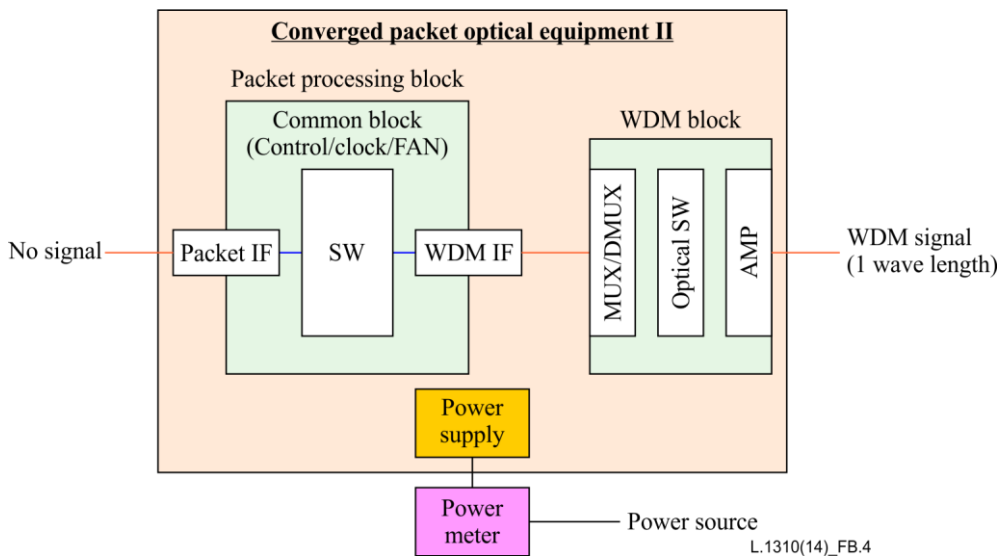 Converged packet optical equipment II
Packet processing block
Common block
(Control/clock/FAN)
WDM block
No signal
Packet IF
SW
WDM IF
MUX/DMUX
Optical SW
AMP
WDM signal
(1 wave length)
Power
supply
Power
meter
Power source
L.1310(14)_FB.4